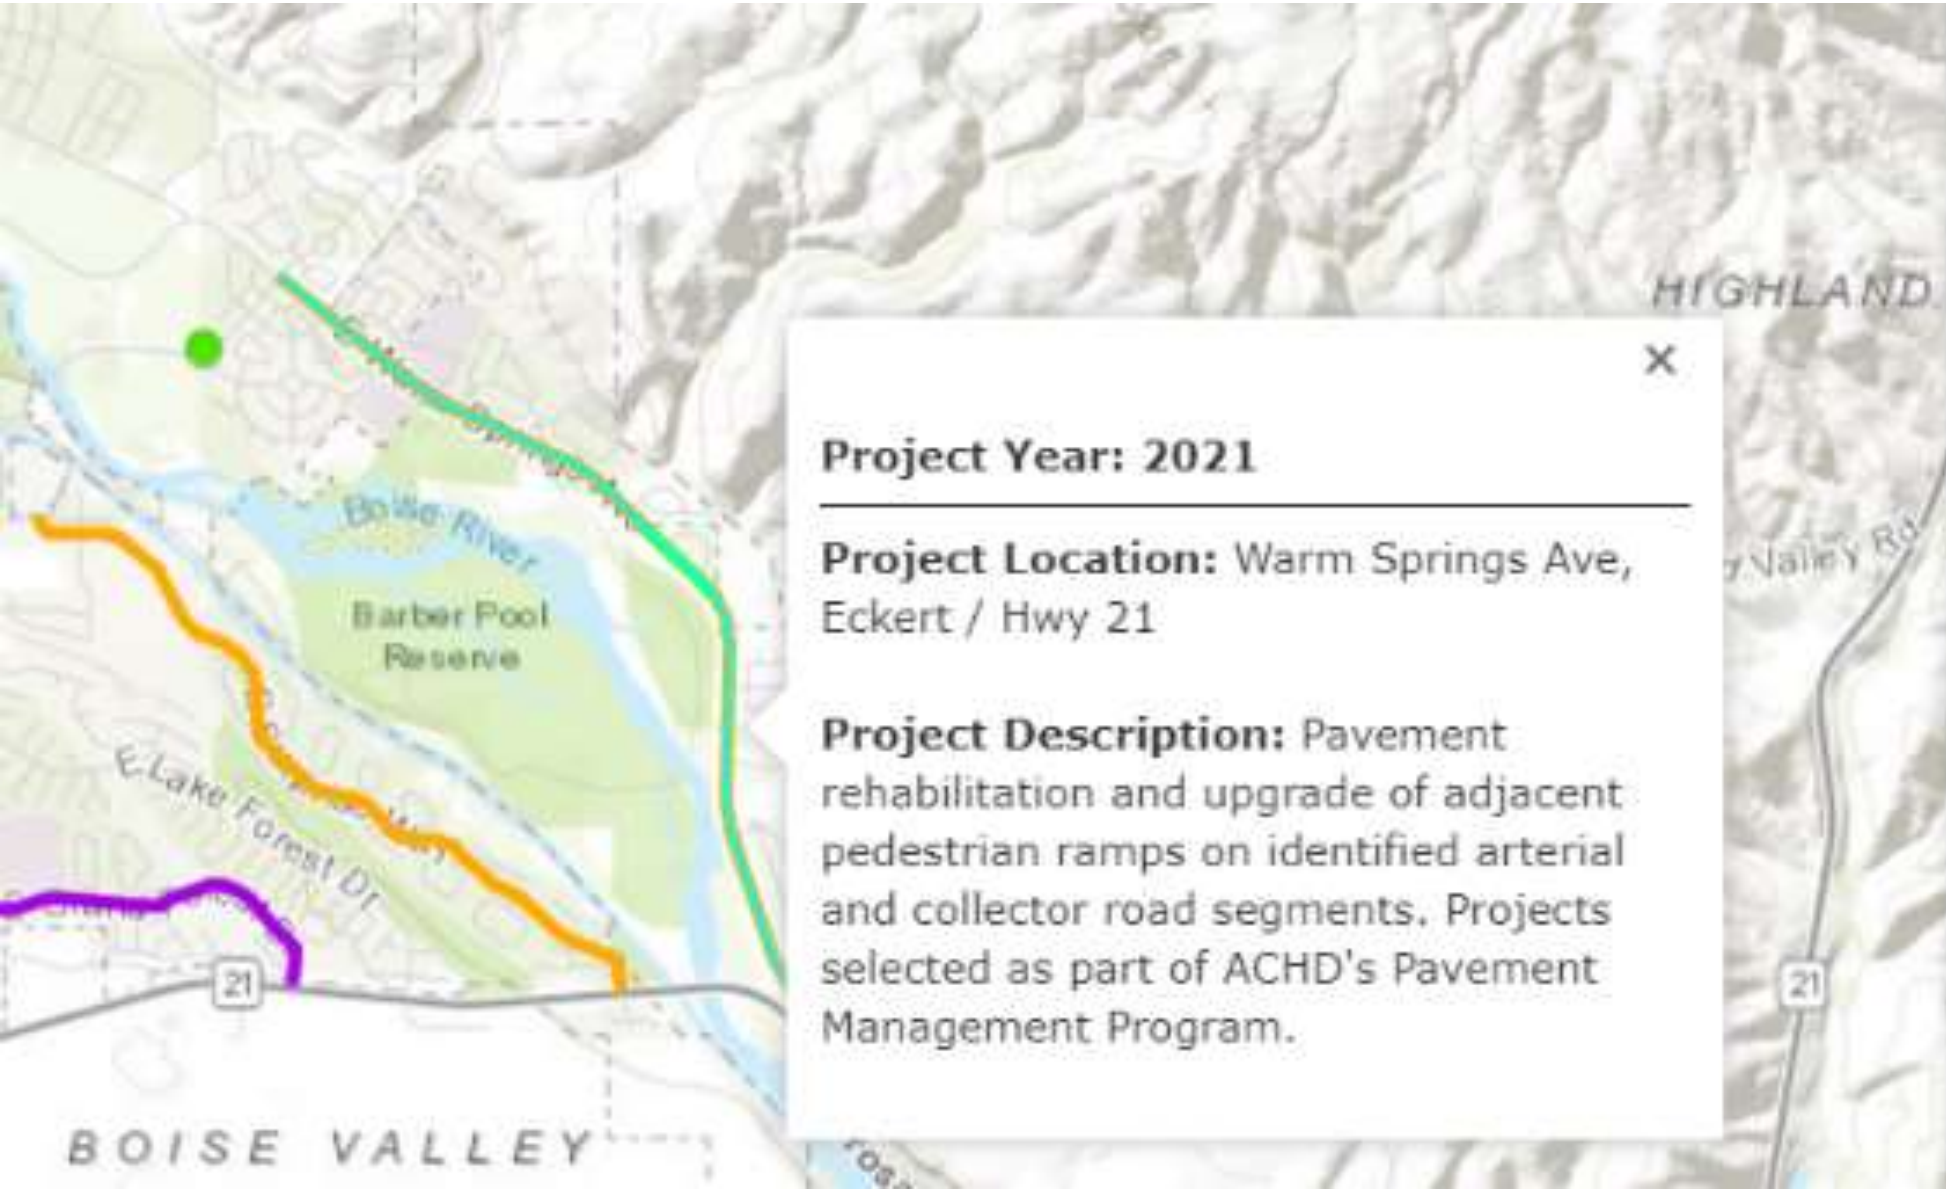 HIGHLAND
Project Year: 2021
Project Location: Warm Springs Ave,
Eckert / Hwy 21
Valley Rd
Boise River
Barber Pool
Reserve
Project Description: Pavement
rehabilitation and upgrade of adjacent
pedestrian ramps on identified arterial
and collector road segments. Projects
selected as part of ACHD's Pavement
Management Program.
E Lake Forest Dr
21
21
BOISE VALLEY